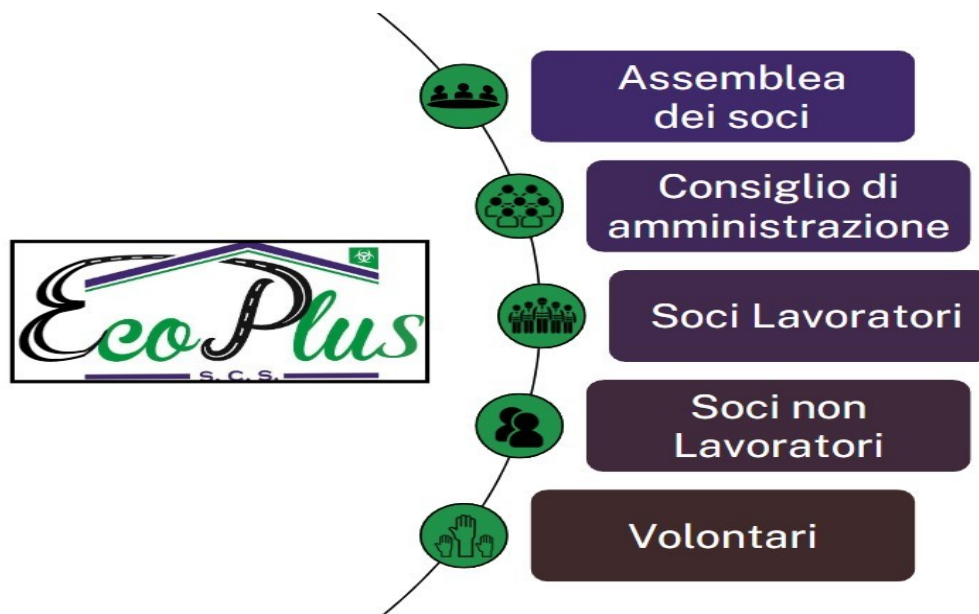 EcoPlus
S. C. S.
Assemblea
dei soci
Consiglio di
amministrazione
Soci Lavoratori
Soci non
Lavoratori
Volontari